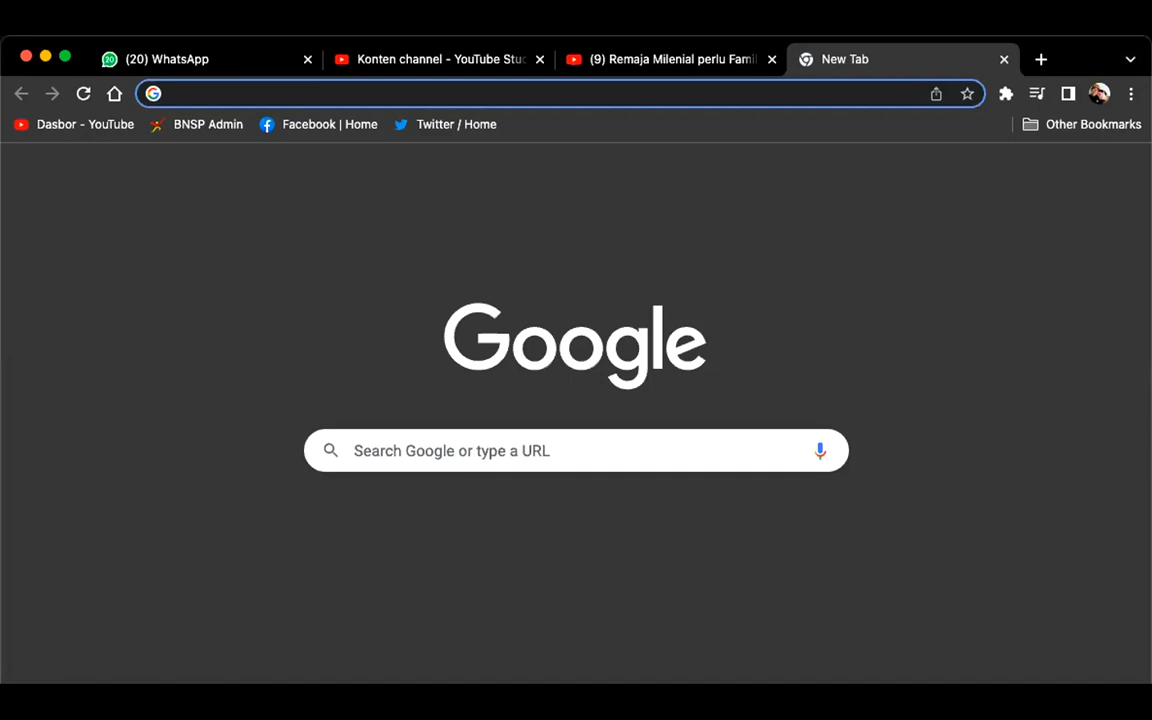 (20) WhatsApp
Konten channel - YouTube Stu
(9) Remaja Milenial perlu Fami
New Tab
Dasbor - YouTube
BNSP Admin
Facebook | Home
Twitter / Home
Other Bookmarks
Google
Search Google or type a URL